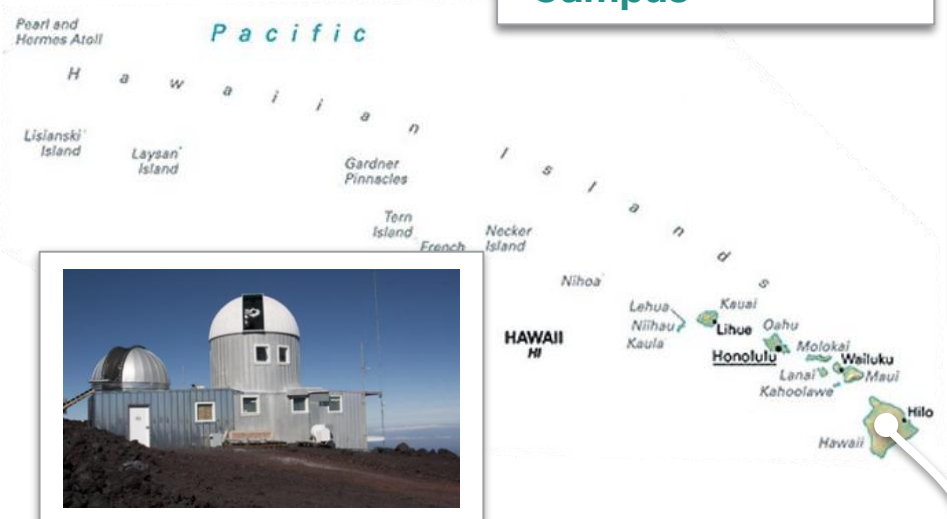 Campus
Pearl and
Hermes Atoll
Pacific
Hawaiian Islands
Lisianski
Island
Laysan
Island
Gardner
Pinnacles
Tern
Island
French
Necker
Island
Nihoa
Lehua
Niihau
Kaula
Kauai
Lihue
Oahu
HAWAII
HI
Honolulu
Molokai
Wailuku
Lanai
Maui
Kahoolawe
Hilo
Hawaii